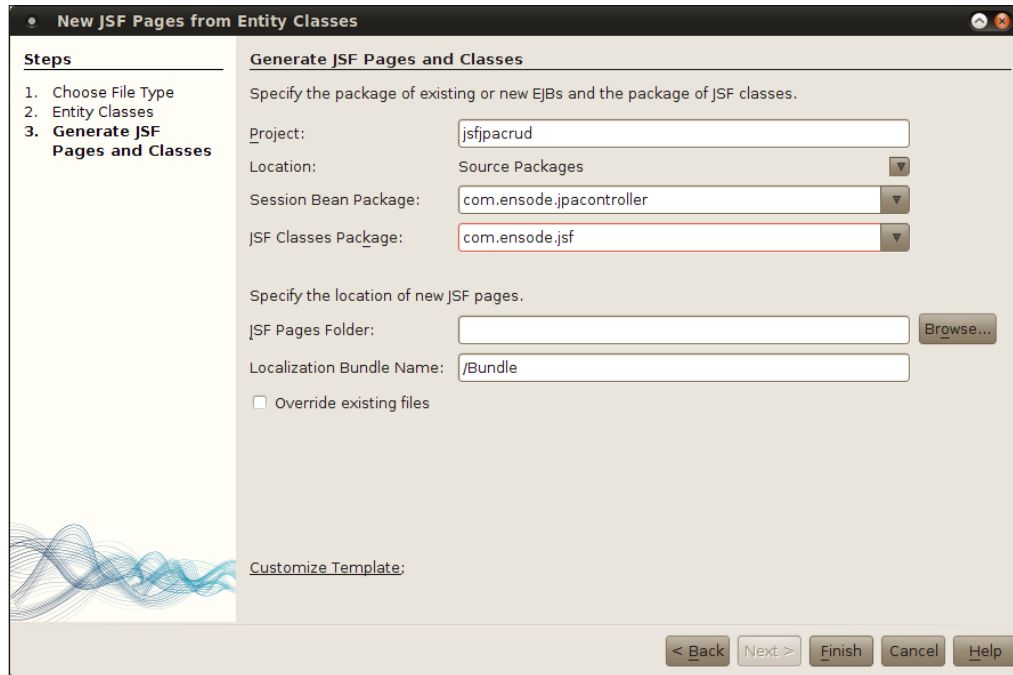 New JSF Pages from Entity Classes
Steps
1. Choose File Type
2. Entity Classes
3. Generate JSF
Pages and Classes
Generate JSF Pages and Classes
Specify the package of existing or new EJBs and the package of JSF classes.
Project: jsfjpacrud
Location: Source Packages
Session Bean Package: com.ensode.jpacontroller
JSF Classes Package: com.ensode.jsf
Specify the location of new JSF pages.
JSF Pages Folder: Browse...
Localization Bundle Name: /Bundle
Override existing files
Customize Template;
< Back Next > Finish Cancel Help